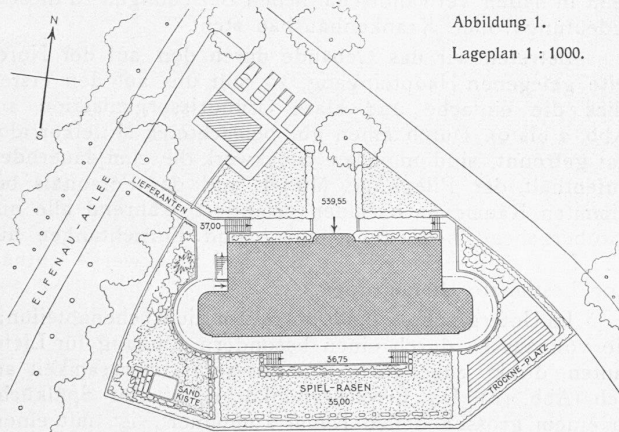 Abbildung 1.
Lageplan 1 : 1000.
N
S
ELFENAU - ALLEE
LIEFERANTEN
539,55
37,00
36,75
SPIEL-RASEN
35,00
SAND
KISTE
TROCKNE-PLATZ